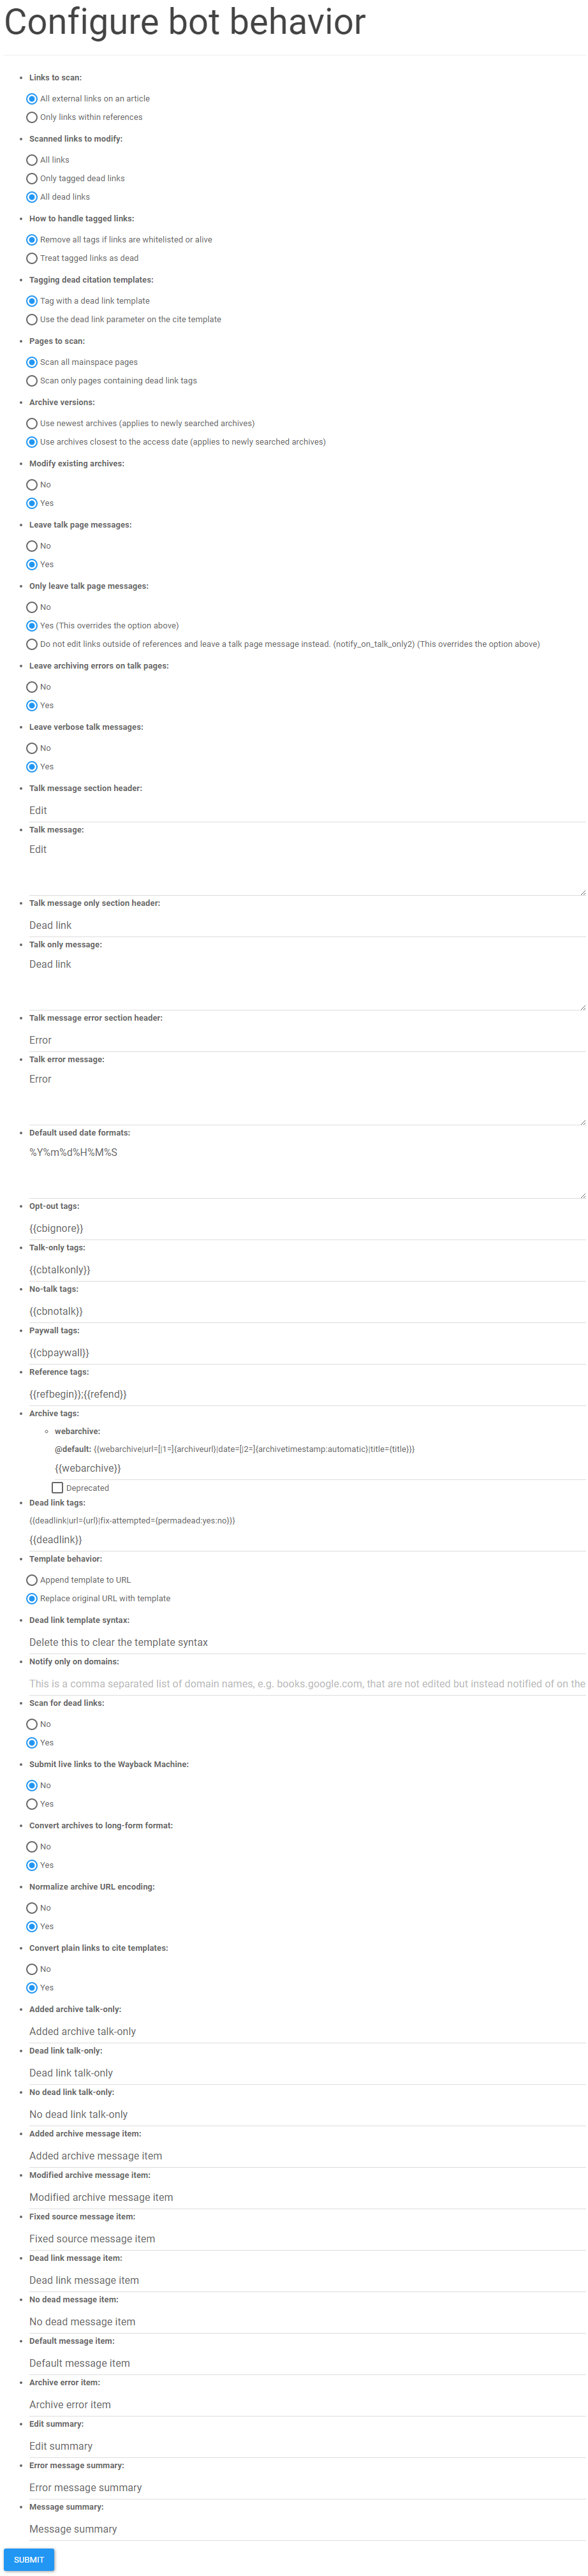 Configure bot behavior
Links to scan:
All external links on an article
Only links within references
Scanned links to modify:
All links
Only tagged dead links
All dead links
How to handle tagged links:
Remove all tags if links are whitelisted or alive
Treat tagged links as dead
Tagging dead citation templates:
Tag with a dead link template
Use the dead link parameter on the cite template
Pages to scan:
Scan all mainspace pages
Scan only pages containing dead link tags
Archive versions:
Use newest archives (applies to newly searched archives)
Use archives closest to the access date (applies to newly searched archives)
Modify existing archives:
No
Yes
Leave talk page messages:
No
Yes
Only leave talk page messages:
No
Yes (This overrides the option above)
Do not edit links outside of references and leave a talk page message instead. (notify_on_talk_only2) (This overrides the option above)
Leave archiving errors on talk pages:
No
Yes
Leave verbose talk messages:
No
Yes
Talk message section header:
Edit
Talk message:
Edit
Talk message only section header:
Dead link
Talk only message:
Dead link
Talk message error section header:
Error
Talk error message:
Error
Default used date formats:
%Y%m%d%H%M%S
Opt-out tags:
{{cbignore}}
Talk-only tags:
{{cbtalkonly}}
No-talk tags:
{{cbnotalk}}
Paywall tags:
{{cbpaywall}}
Reference tags:
{{refbegin}};{{refend}}
Archive tags:
webarchive:
@default: {{webarchive|url=[|1=]{archiveurl}|date=[|2=]{archivetimestamp:automatic}|title={title}}}
{{webarchive}}
Deprecated
Dead link tags:
{{deadlink|url={url}|fix-attempted={permadead:yes:no}}}
{{deadlink}}
Template behavior:
Append template to URL
Replace original URL with template
Dead link template syntax:
Delete this to clear the template syntax
Notify only on domains:
This is a comma separated list of domain names, e.g. books.google.com, that are not edited but instead notified of on the
Scan for dead links:
No
Yes
Submit live links to the Wayback Machine:
No
Yes
Convert archives to long-form format:
No
Yes
Normalize archive URL encoding:
No
Yes
Convert plain links to cite templates:
No
Yes
Added archive talk-only:
Added archive talk-only
Dead link talk-only:
Dead link talk-only
No dead link talk-only:
No dead link talk-only
Added archive message item:
Added archive message item
Modified archive message item:
Modified archive message item
Fixed source message item:
Fixed source message item
Dead link message item:
Dead link message item
No dead message item:
No dead message item
Default message item:
Default message item
Archive error item:
Archive error item
Edit summary:
Edit summary
Error message summary:
Error message summary
Message summary:
Message summary
SUBMIT